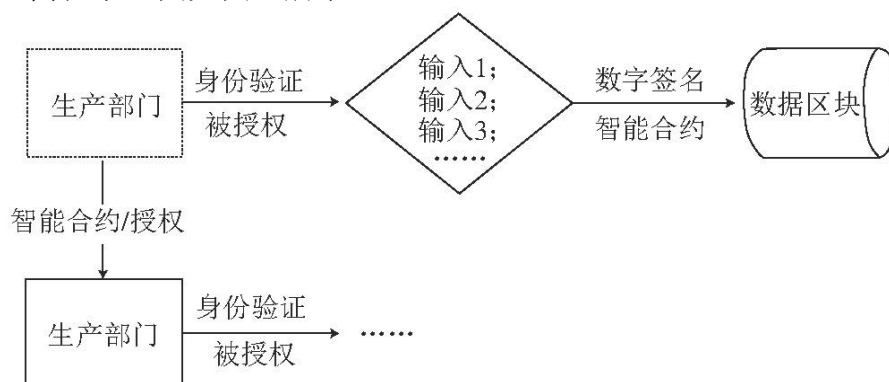 生产部门
身份验证
被授权
输入1;
输入2;
输入3;
……
数字签名
智能合约
数据区块
智能合约/授权
生产部门
身份验证
被授权
……